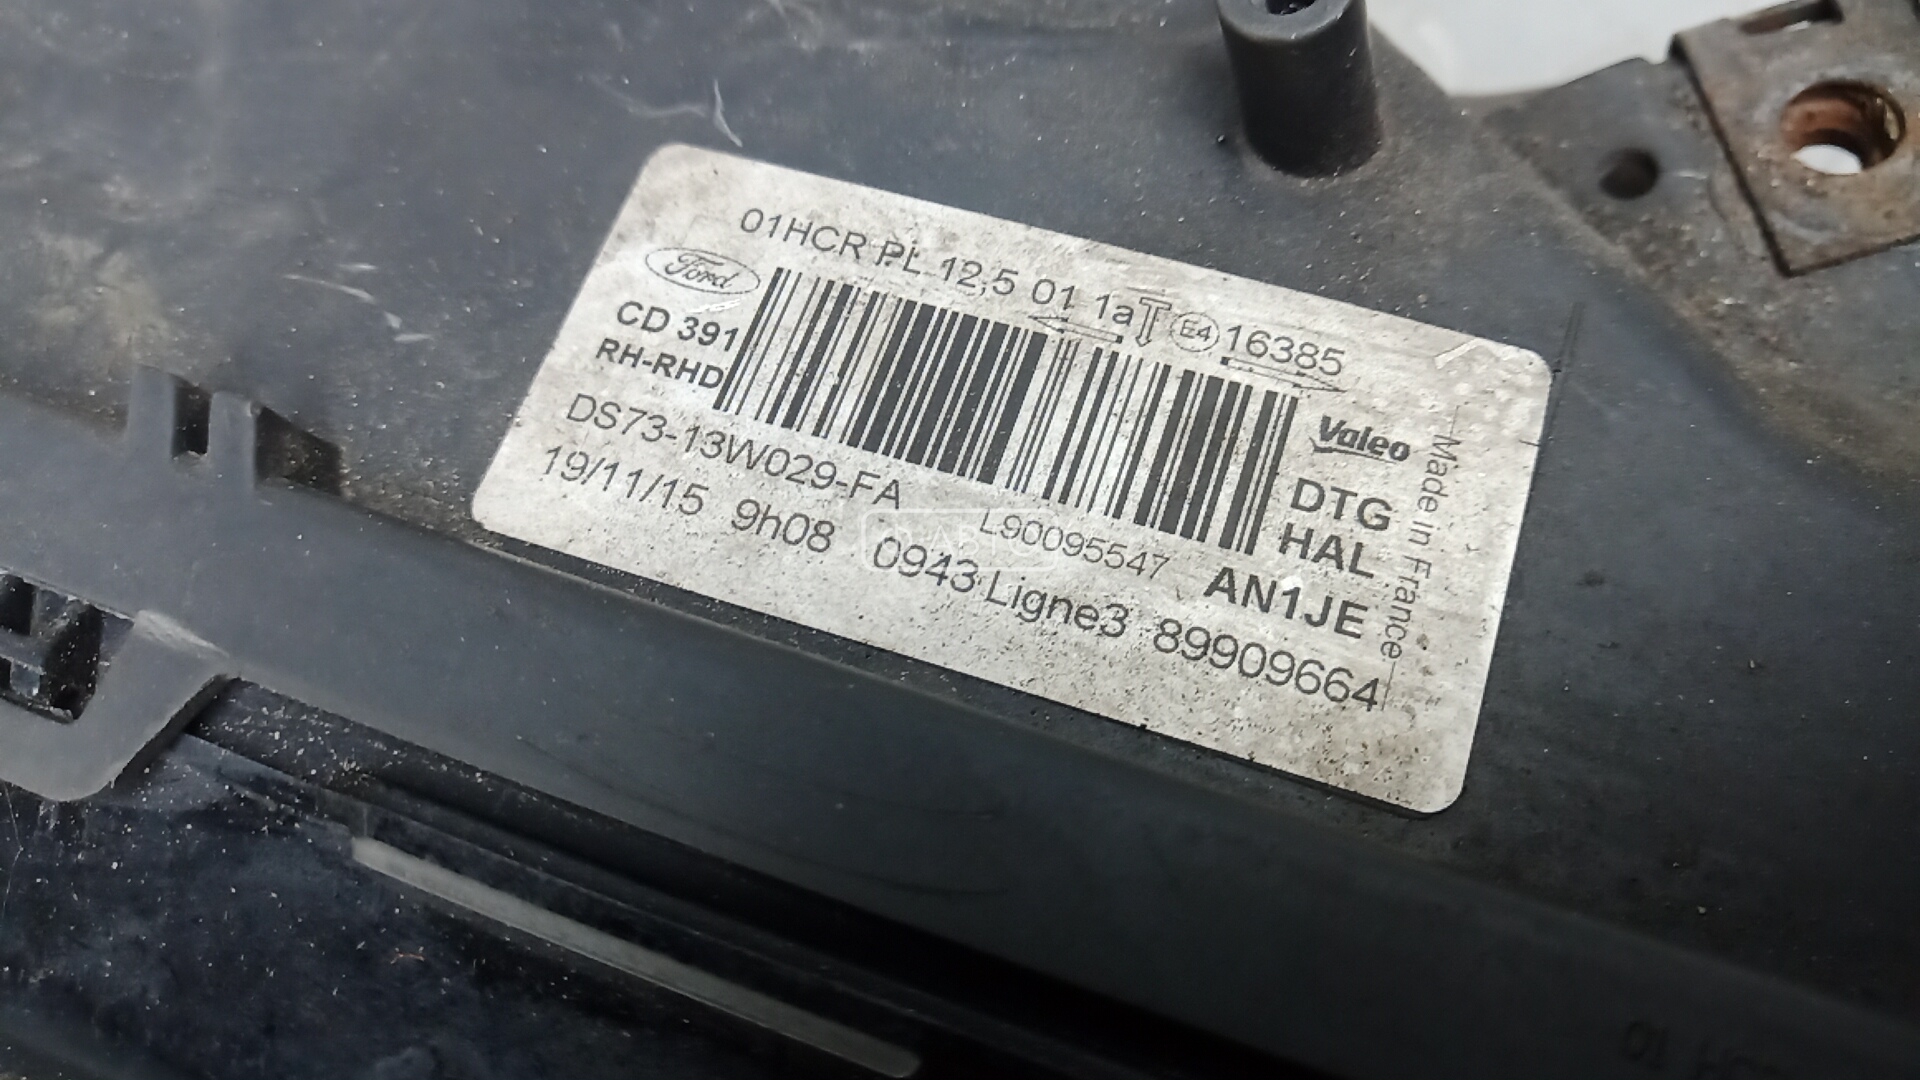 01HCR PL 12,5 01 1a E4 16385
Ford
CD 391
RH-RHD
DS73-13W029-FA
L90095547
19/11/15 9h08 0943 Ligne3 89909664
Valeo
DTG
HAL
AN1JE
Made in France
АВТО